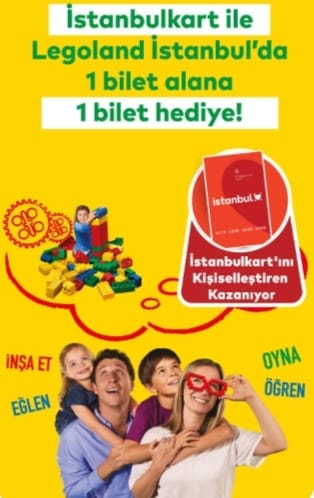 İstanbulkart ile
Legoland İstanbul'da
1 bilet alana
1 bilet hediye!
istanbul
İstanbulkart'ını
Kişiselleştiren
Kazanıyor
İNŞA ET
OYNA
EĞLEN
ÖĞREN